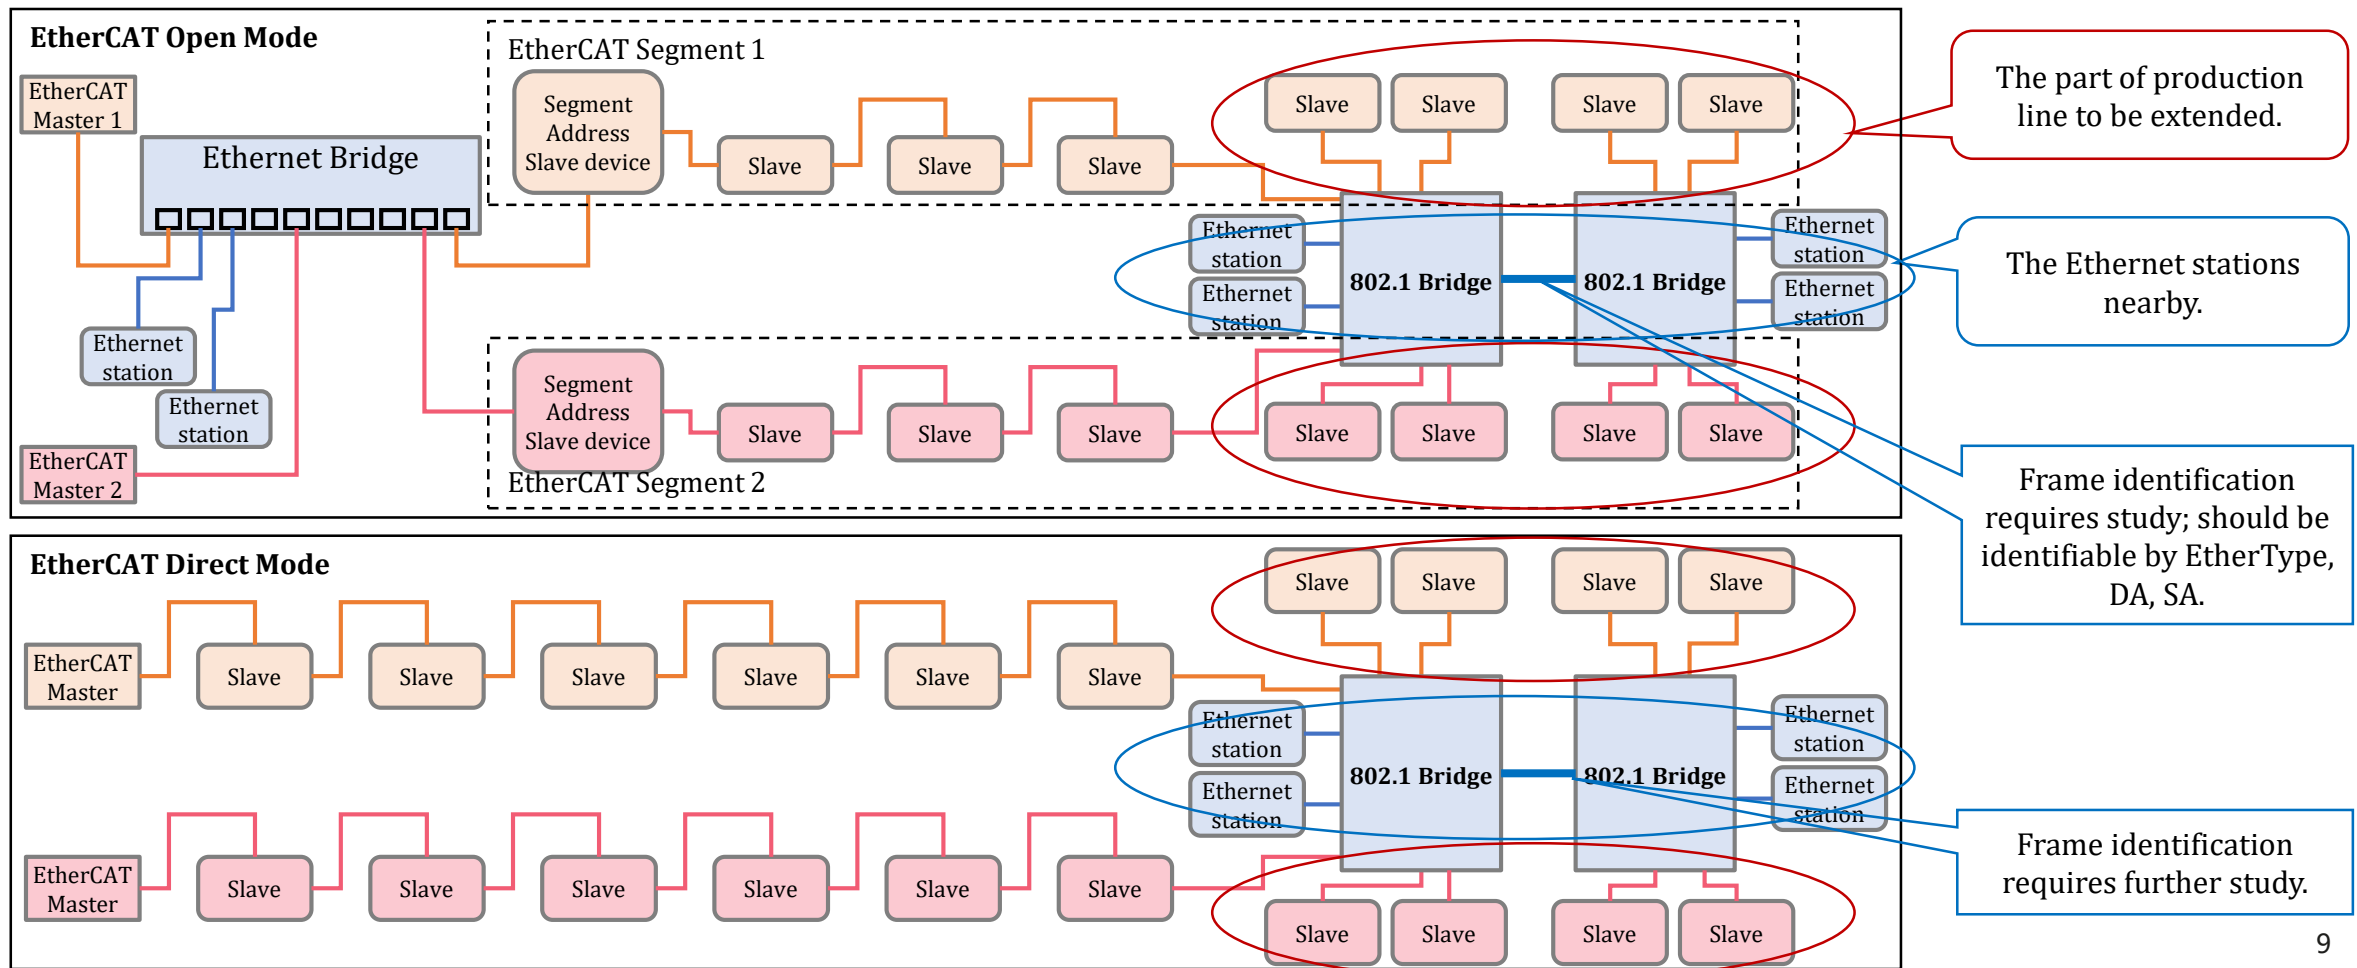 EtherCAT Open Mode
EtherCAT Segment 1
EtherCAT
Master 1
Ethernet Bridge
Segment
Address
Slave device
Slave
Slave
Slave
Slave
Slave
Slave
Slave
The part of production
line to be extended.
Ethernet
station
Ethernet
station
802.1 Bridge
802.1 Bridge
Ethernet
station
Ethernet
station
The Ethernet stations
nearby.
Ethernet
station
Ethernet
station
EtherCAT
Master 2
Segment
Address
Slave device
Slave
Slave
Slave
Slave
Slave
Slave
Slave
EtherCAT Segment 2
Frame identification
requires study; should be
identifiable by EtherType,
DA, SA.
EtherCAT Direct Mode
Slave
Slave
Slave
Slave
EtherCAT
Master
Slave
Slave
Slave
Slave
Slave
Slave
Ethernet
station
Ethernet
station
802.1 Bridge
802.1 Bridge
Ethernet
station
Ethernet
station
EtherCAT
Master
Slave
Slave
Slave
Slave
Slave
Slave
Slave
Slave
Slave
Slave
Frame identification
requires further study.
9